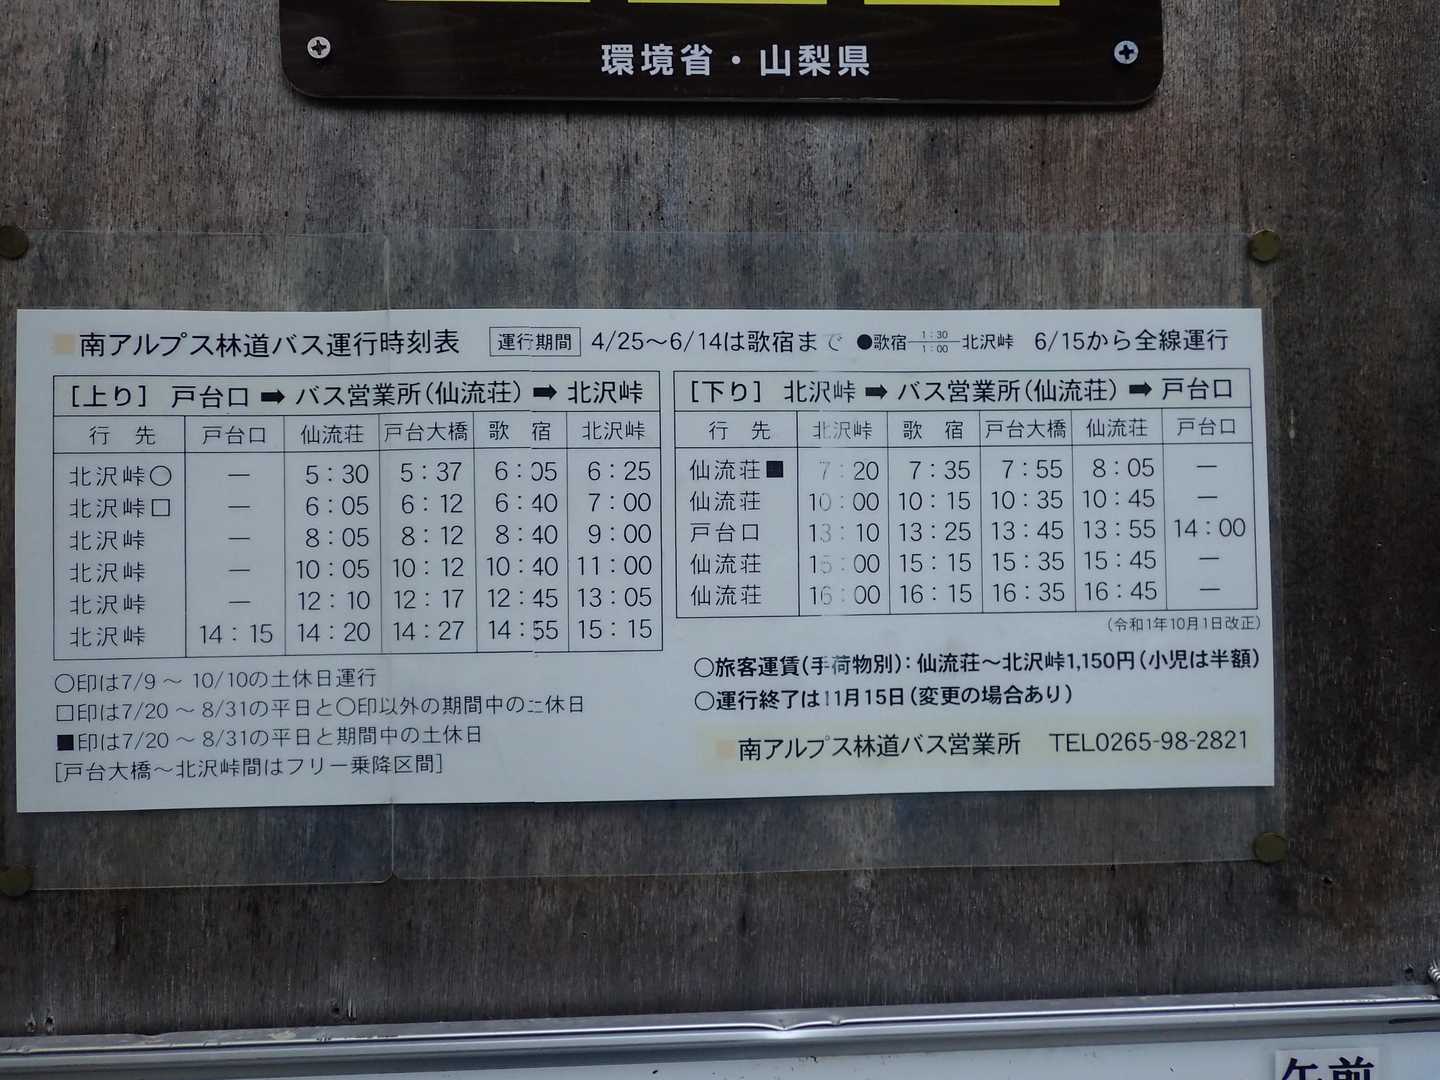 環境省・山梨県
南アルプス林道バス運行時刻表 運行期間 4/25～6/14は歌宿まで ●歌宿 1:30 1:00 北沢峠 6/15から全線運行
[上り] 戸台口➡バス営業所(仙流荘)➡北沢峠
行先 戸台口 仙流荘 戸台大橋 歌宿 北沢峠
北沢峠○ ― 5:30 5:37 6:05 6:25
北沢峠□ ― 6:05 6:12 6:40 7:00
北沢峠 ― 8:05 8:12 8:40 9:00
北沢峠 ― 10:05 10:12 10:40 11:00
北沢峠 ― 12:10 12:17 12:45 13:05
北沢峠 14:15 14:20 14:27 14:55 15:15
○印は7/9～10/10の土休日運行
□印は7/20～8/31の平日と○印以外の期間中の土休日
■印は7/20～8/31の平日と期間中の土休日
[戸台大橋～北沢峠間はフリー乗降区間]
[下り] 北沢峠➡バス営業所(仙流荘)➡戸台口
行先 北沢峠 歌宿 戸台大橋 仙流荘 戸台口
仙流荘■ 7:20 7:35 7:55 8:05 ―
仙流荘 10:00 10:15 10:35 10:45 ―
戸台口 13:10 13:25 13:45 13:55 14:00
仙流荘 15:00 15:15 15:35 15:45 ―
仙流荘 16:00 16:15 16:35 16:45 ―
(令和1年10月1日改正)
○旅客運賃(手荷物別):仙流荘～北沢峠1,150円(小児は半額)
○運行終了は11月15日(変更の場合あり)
南アルプス林道バス営業所 TEL0265-98-2821
午前